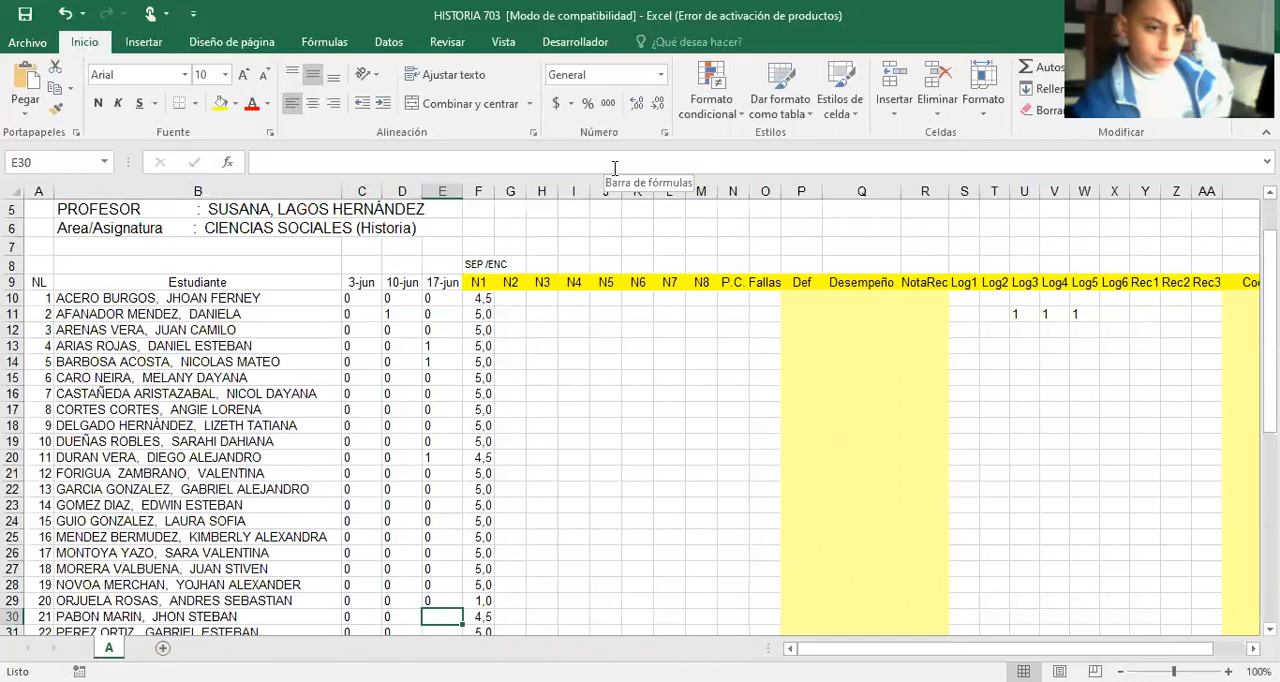 HISTORIA 703 [Modo de compatibilidad] - Excel (Error de activación de productos)
Archivo Inicio Insertar Diseño de página Fórmulas Datos Revisar Vista Desarrollador ¿Qué desea hacer?
Pegar
Portapapeles
Arial 10
N K S
Fuente
Ajustar texto
Combinar y centrar
Alineación
General
$ % 000
Número
Formato condicional
Dar formato como tabla
Estilos de celda
Estilos
Insertar
Eliminar
Formato
Celdas
Autos
Reller
Borra
Modificar
E30 fx
Barra de fórmulas
A B C D E F G H I J K L M N O P Q R S T U V W X Y Z AA
5 PROFESOR : SUSANA, LAGOS HERNÁNDEZ
6 Area/Asignatura : CIENCIAS SOCIALES (Historia)
7
8 SEP /ENC
9 NL Estudiante 3-jun 10-jun 17-jun N1 N2 N3 N4 N5 N6 N7 N8 P.C. Fallas Def Desempeño NotaRec Log1 Log2 Log3 Log4 Log5 Log6 Rec1 Rec2 Rec3 Coe
10 1 ACERO BURGOS, JHOAN FERNEY 0 0 0 4,5
11 2 AFANADOR MENDEZ, DANIELA 0 1 0 5,0 1 1 1
12 3 ARENAS VERA, JUAN CAMILO 0 0 0 5,0
13 4 ARIAS ROJAS, DANIEL ESTEBAN 0 0 1 5,0
14 5 BARBOSA ACOSTA, NICOLAS MATEO 0 0 1 5,0
15 6 CARO NEIRA, MELANY DAYANA 0 0 0 5,0
16 7 CASTAÑEDA ARISTAZABAL, NICOL DAYANA 0 0 0 5,0
17 8 CORTES CORTES, ANGIE LORENA 0 0 0 5,0
18 9 DELGADO HERNÁNDEZ, LIZETH TATIANA 0 0 0 5,0
19 10 DUEÑAS ROBLES, SARAHI DAHIANA 0 0 0 5,0
20 11 DURAN VERA, DIEGO ALEJANDRO 0 0 1 4,5
21 12 FORIGUA ZAMBRANO, VALENTINA 0 0 0 5,0
22 13 GARCIA GONZALEZ, GABRIEL ALEJANDRO 0 0 0 5,0
23 14 GOMEZ DIAZ, EDWIN ESTEBAN 0 0 0 5,0
24 15 GUIO GONZALEZ, LAURA SOFIA 0 0 0 5,0
25 16 MENDEZ BERMUDEZ, KIMBERLY ALEXANDRA 0 0 0 5,0
26 17 MONTOYA YAZO, SARA VALENTINA 0 0 0 5,0
27 18 MORERA VALBUENA, JUAN STIVEN 0 0 0 5,0
28 19 NOVOA MERCHAN, YOJHAN ALEXANDER 0 0 0 5,0
29 20 ORJUELA ROSAS, ANDRES SEBASTIAN 0 0 0 1,0
30 21 PABON MARIN, JHON STEBAN 0 0 4,5
31 22 PEREZ ORTIZ, GABRIEL ESTEBAN 5,0
A
Listo 100%